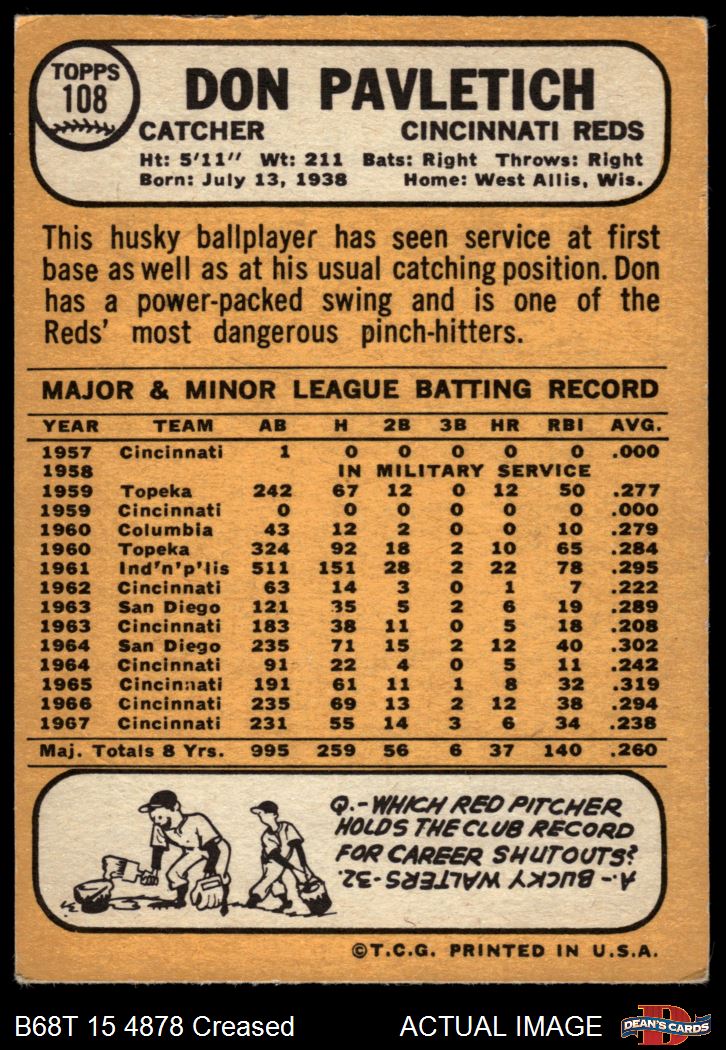 TOPPS
108
DON PAVLETICH
CATCHER CINCINNATI REDS
Ht: 5'11" Wt: 211 Bats: Right Throws: Right
Born: July 13, 1938 Home: West Allis, Wis.
This husky ballplayer has seen service at first
base as well as at his usual catching position. Don
has a power-packed swing and is one of the
Reds' most dangerous pinch-hitters.
MAJOR & MINOR LEAGUE BATTING RECORD
YEAR TEAM AB H 2B 3B HR RBI AVG.
1957 Cincinnati 1 0 0 0 0 0 .000
1958 IN MILITARY SERVICE
1959 Topeka 242 67 12 0 12 50 .277
1959 Cincinnati 0 0 0 0 0 0 .000
1960 Columbia 43 12 2 0 0 10 .279
1960 Topeka 324 92 18 2 10 65 .284
1961 Ind'n'p'lis 511 151 28 2 22 78 .295
1962 Cincinnati 63 14 3 0 1 7 .222
1963 San Diego 121 35 5 2 6 19 .289
1963 Cincinnati 183 38 11 0 5 18 .208
1964 San Diego 235 71 15 2 12 40 .302
1964 Cincinnati 91 22 4 0 5 11 .242
1965 Cincinnati 191 61 11 1 8 32 .319
1966 Cincinnati 235 69 13 2 12 38 .294
1967 Cincinnati 231 55 14 3 6 34 .238
Maj. Totals 8 Yrs. 995 259 56 6 37 140 .260
Q.-WHICH RED PITCHER
HOLDS THE CLUB RECORD
FOR CAREER SHUTOUTS?
A.-BUCKY WALTERS-32.
©T.C.G. PRINTED IN U.S.A.
B68T 15 4878 Creased ACTUAL IMAGE
D
DEAN'S CARDS